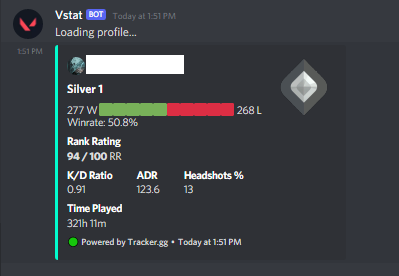 Vstat BOT Today at 1:51 PM
Loading profile...
1:51 PM
Silver 1
277 W 268 L
Winrate: 50.8%
Rank Rating
94 / 100 RR
K/D Ratio ADR Headshots %
0.91 123.6 13
Time Played
321h 11m
Powered by Tracker.gg • Today at 1:51 PM